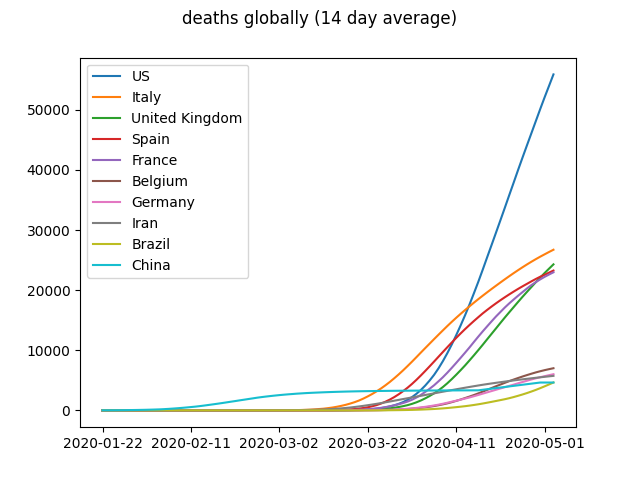 deaths globally (14 day average)
US
Italy
United Kingdom
Spain
France
Belgium
Germany
Iran
Brazil
China
50000
40000
30000
20000
10000
0
2020-01-22 2020-02-11 2020-03-02 2020-03-22 2020-04-11 2020-05-01